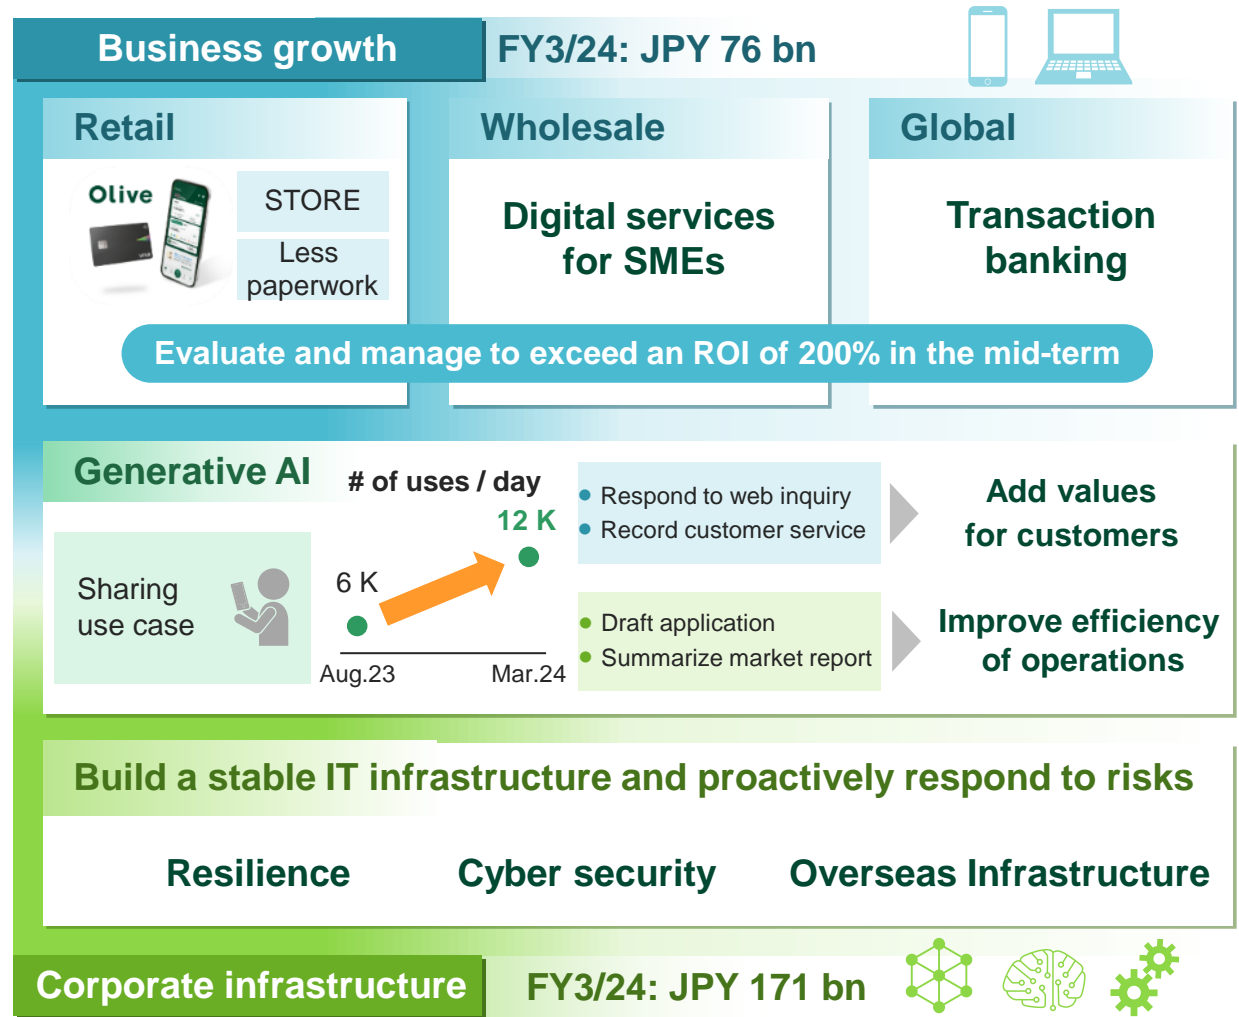 Business growth
FY3/24: JPY 76 bn
Retail
Olive
STORE
Less
paperwork
Wholesale
Digital services
for SMEs
Global
Transaction
banking
Evaluate and manage to exceed an ROI of 200% in the mid-term
Generative AI
Sharing
use case
# of uses / day
12 K
6 K
Aug.23
Mar.24
● Respond to web inquiry
● Record customer service
Add values
for customers
● Draft application
● Summarize market report
Improve efficiency
of operations
Build a stable IT infrastructure and proactively respond to risks
Resilience
Cyber security
Overseas Infrastructure
Corporate infrastructure
FY3/24: JPY 171 bn